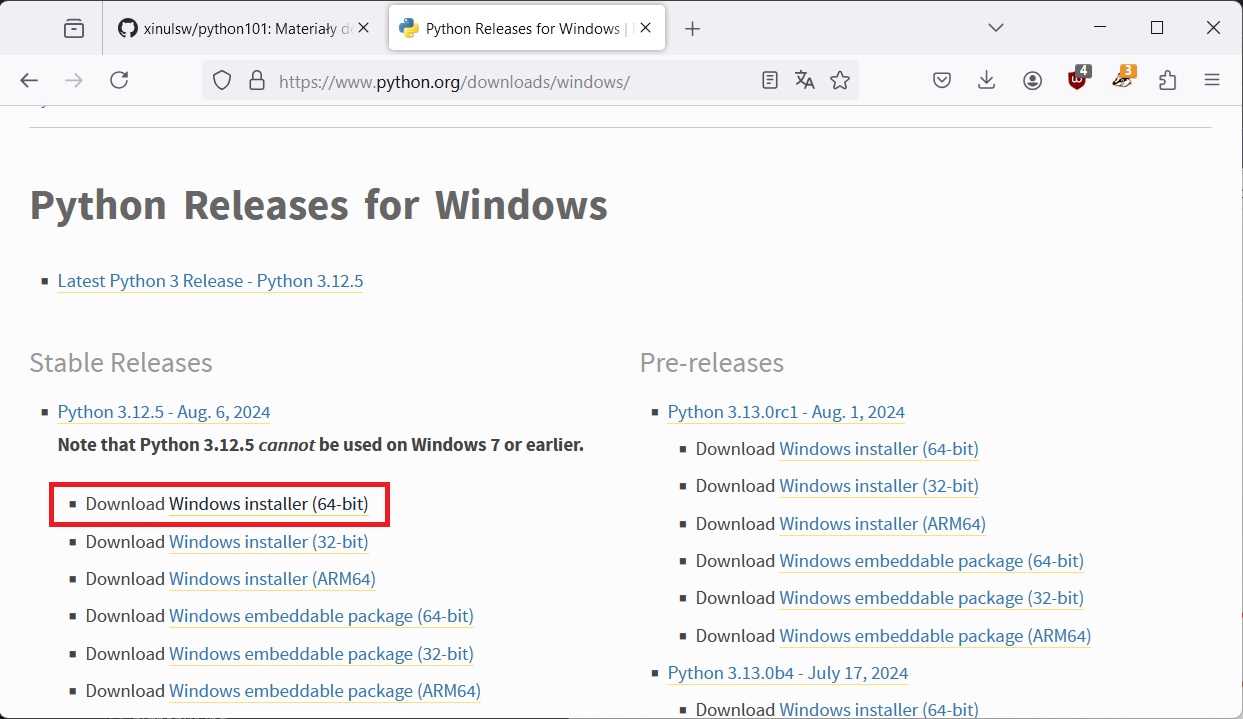 xinulsw/python101: Materiały de
Python Releases for Windows |
https://www.python.org/downloads/windows/
4
3
Python Releases for Windows
Latest Python 3 Release - Python 3.12.5
Stable Releases
Python 3.12.5 - Aug. 6, 2024
Note that Python 3.12.5 cannot be used on Windows 7 or earlier.
Download Windows installer (64-bit)
Download Windows installer (32-bit)
Download Windows installer (ARM64)
Download Windows embeddable package (64-bit)
Download Windows embeddable package (32-bit)
Download Windows embeddable package (ARM64)
Pre-releases
Python 3.13.0rc1 - Aug. 1, 2024
Download Windows installer (64-bit)
Download Windows installer (32-bit)
Download Windows installer (ARM64)
Download Windows embeddable package (64-bit)
Download Windows embeddable package (32-bit)
Download Windows embeddable package (ARM64)
Python 3.13.0b4 - July 17, 2024
Download Windows installer (64-bit)